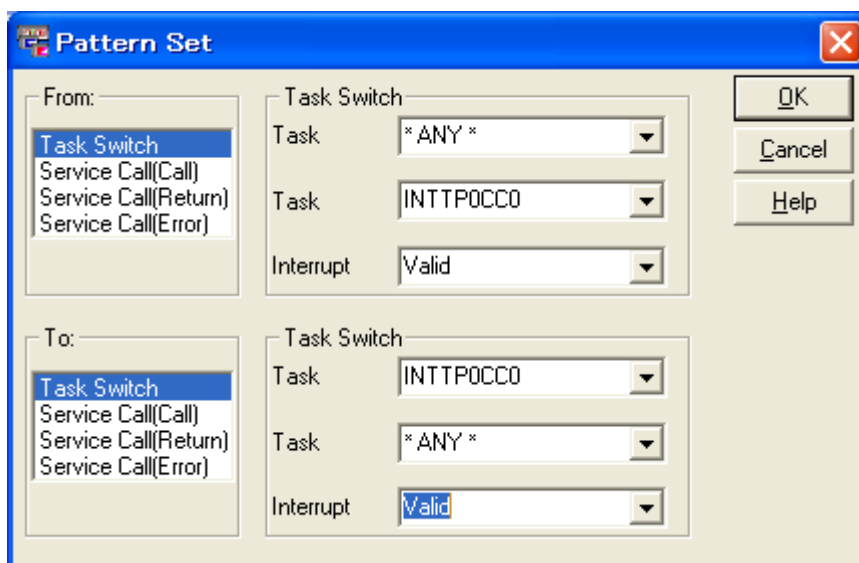 Pattern Set
From:
Task Switch
Service Call(Call)
Service Call(Return)
Service Call(Error)
Task Switch
Task * ANY *
Task INTTP0CC0
Interrupt Valid
OK
Cancel
Help
To:
Task Switch
Service Call(Call)
Service Call(Return)
Service Call(Error)
Task Switch
Task INTTP0CC0
Task * ANY *
Interrupt Valid